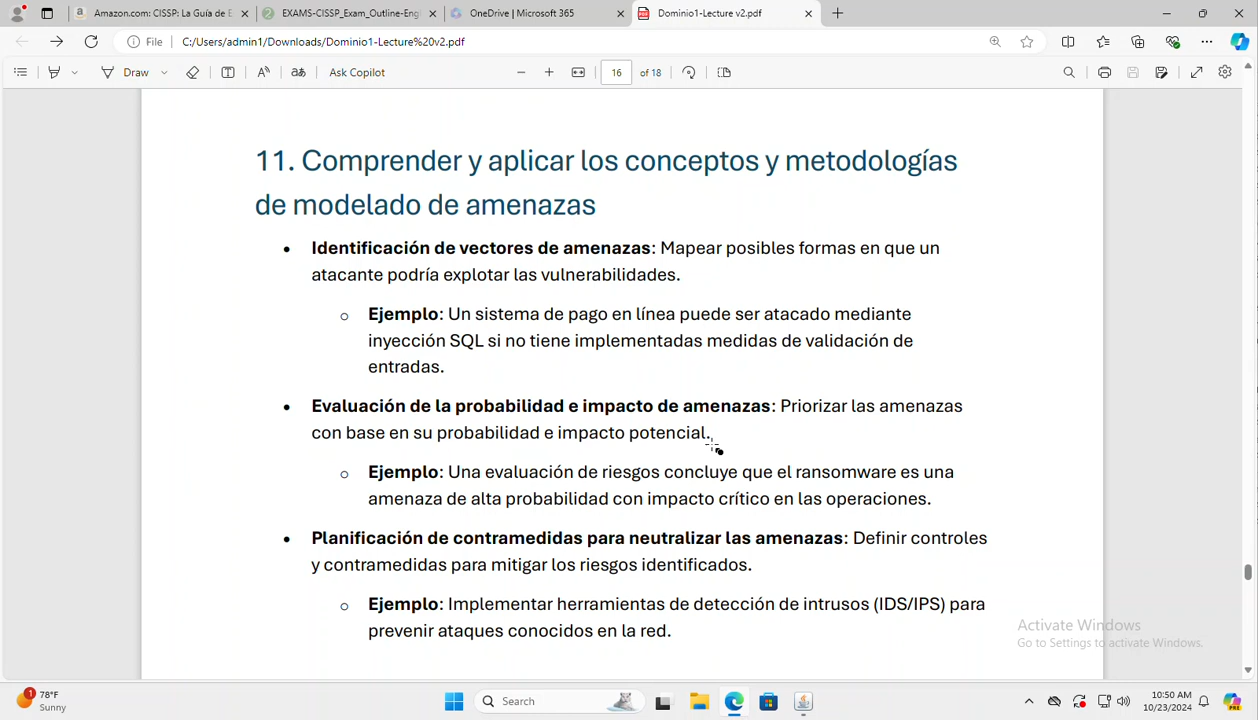 Amazon.com: CISSP: La Guía de E
EXAMS-CISSP_Exam_Outline-Eng
OneDrive | Microsoft 365
Dominio1-Lecture v2.pdf
File
C:/Users/admin1/Downloads/Dominio1-Lecture%20v2.pdf
Draw
Ask Copilot
16
of 18
11. Comprender y aplicar los conceptos y metodologías
de modelado de amenazas
• Identificación de vectores de amenazas: Mapear posibles formas en que un
atacante podría explotar las vulnerabilidades.
o Ejemplo: Un sistema de pago en línea puede ser atacado mediante
inyección SQL si no tiene implementadas medidas de validación de
entradas.
• Evaluación de la probabilidad e impacto de amenazas: Priorizar las amenazas
con base en su probabilidad e impacto potencial.
o Ejemplo: Una evaluación de riesgos concluye que el ransomware es una
amenaza de alta probabilidad con impacto crítico en las operaciones.
• Planificación de contramedidas para neutralizar las amenazas: Definir controles
y contramedidas para mitigar los riesgos identificados.
o Ejemplo: Implementar herramientas de detección de intrusos (IDS/IPS) para
prevenir ataques conocidos en la red.
Activate Windows
Go to Settings to activate Windows.
1
78°F
Sunny
Search
10:50 AM
10/23/2024